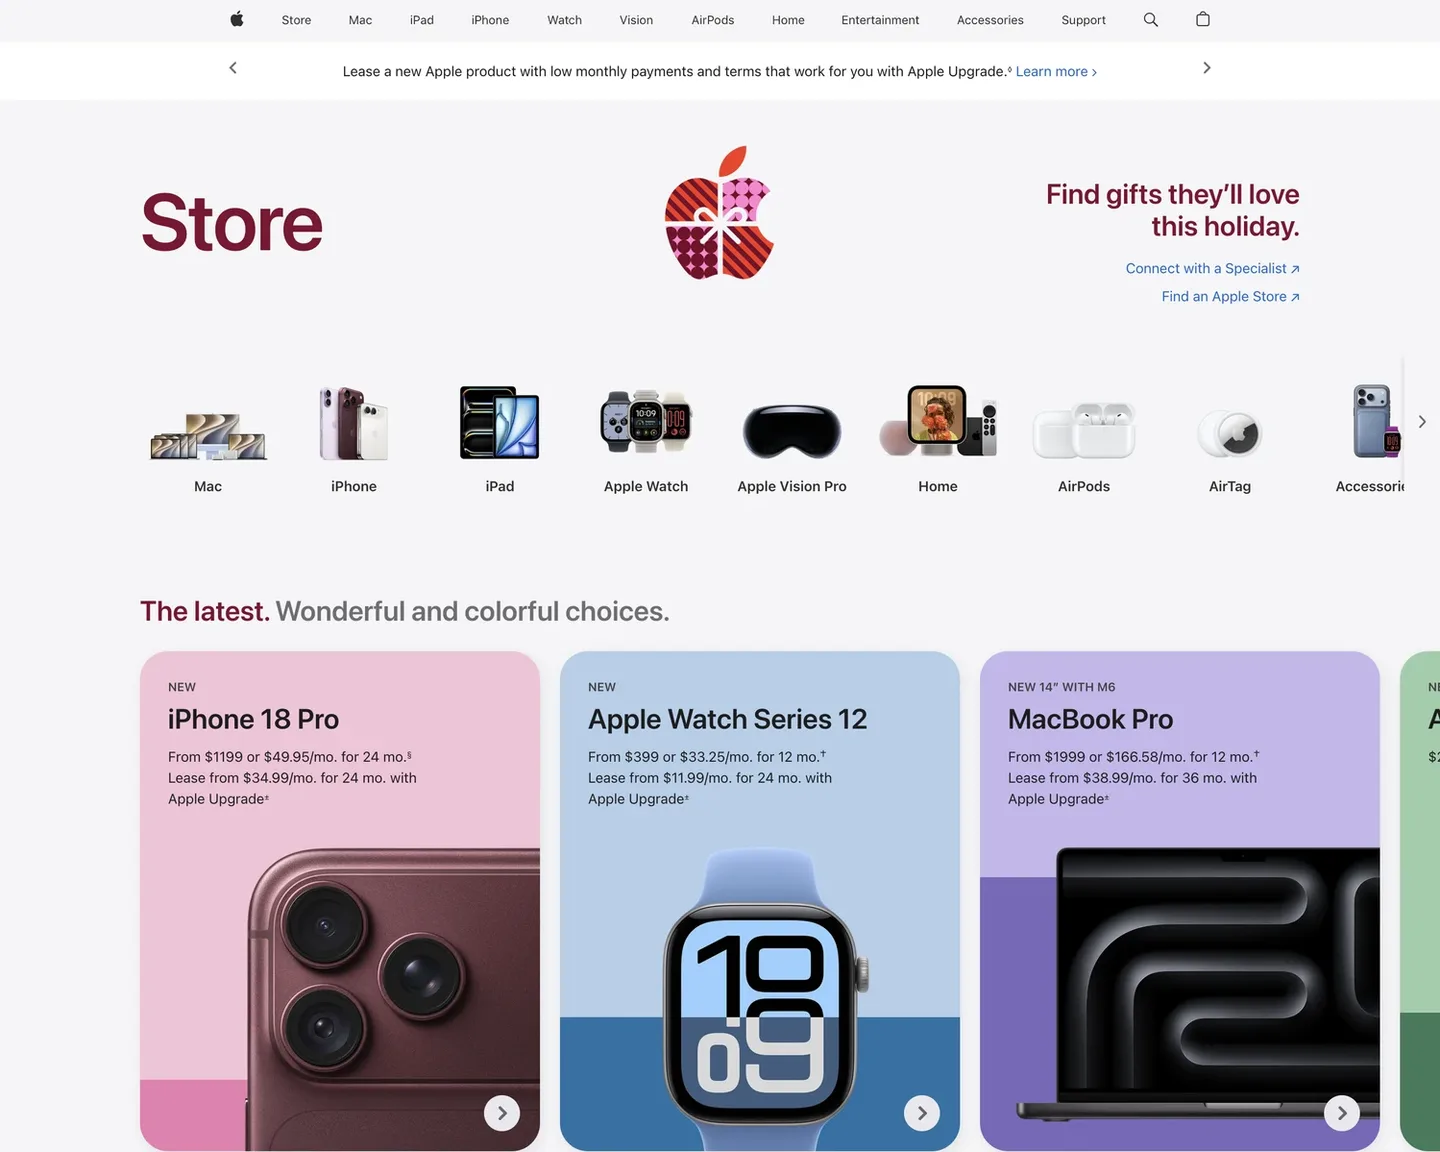 Store Mac iPad iPhone Watch Vision AirPods Home Entertainment Accessories Support
Lease a new Apple product with low monthly payments and terms that work for you with Apple Upgrade.◊ Learn more ›
Store
Find gifts they’ll love
this holiday.
Connect with a Specialist ↗
Find an Apple Store ↗
10:09
Mac
iPhone
iPad
Apple Watch
Apple Vision Pro
Home
AirPods
AirTag
Accessorie
The latest. Wonderful and colorful choices.
NEW
iPhone 18 Pro
From $1199 or $49.95/mo. for 24 mo.§
Lease from $34.99/mo. for 24 mo. with
Apple Upgrade±
NEW
Apple Watch Series 12
From $399 or $33.25/mo. for 12 mo.†
Lease from $11.99/mo. for 24 mo. with
Apple Upgrade±
10
09
NEW 14” WITH M6
MacBook Pro
From $1999 or $166.58/mo. for 12 mo.†
Lease from $38.99/mo. for 36 mo. with
Apple Upgrade±